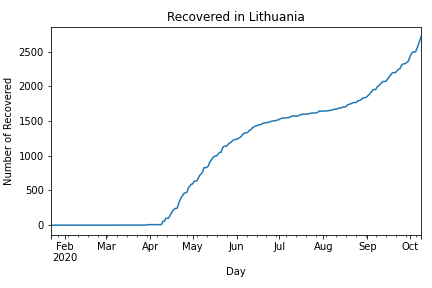 Recovered in Lithuania
Number of Recovered
2500
2000
1500
1000
500
0
Feb Mar Apr May Jun Jul Aug Sep Oct
2020
Day